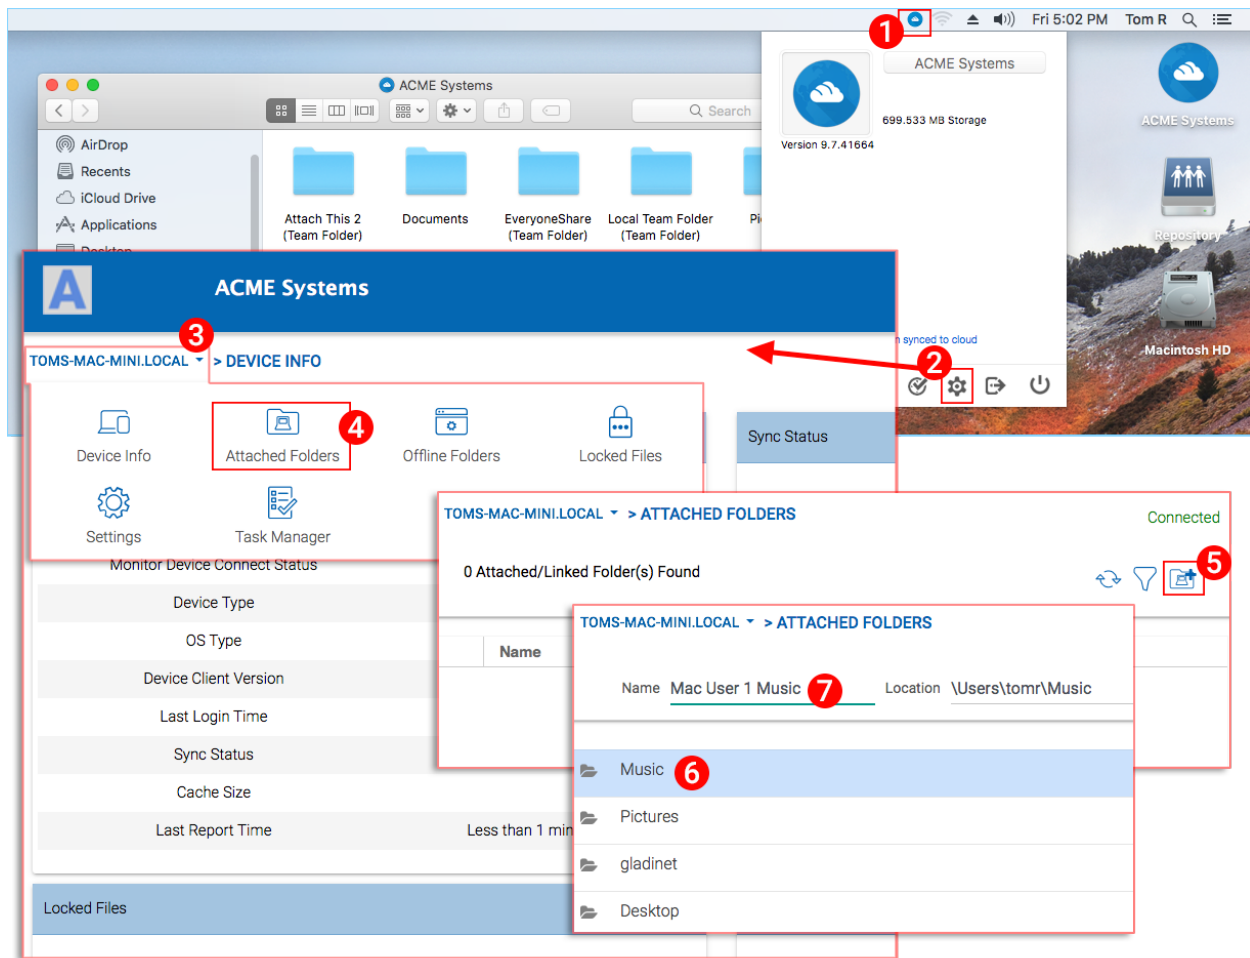 1
Fri 5:02 PM Tom R
ACME Systems
Search
AirDrop
Recents
iCloud Drive
Applications
Desktop
Attach This 2
(Team Folder)
Documents
EveryoneShare
(Team Folder)
Local Team Folder
(Team Folder)
ACME Systems
699.533 MB Storage
Version 9.7.41664
synced to cloud
2
ACME Systems
Repository
Macintosh HD
A
ACME Systems
3
TOMS-MAC-MINI.LOCAL > DEVICE INFO
Device Info
Attached Folders
4
Offline Folders
Locked Files
Settings
Task Manager
Sync Status
Monitor Device Connect Status
Device Type
OS Type
Device Client Version
Last Login Time
Sync Status
Cache Size
Last Report Time
Less than 1 min
Locked Files
TOMS-MAC-MINI.LOCAL > ATTACHED FOLDERS
Connected
0 Attached/Linked Folder(s) Found
5
Name
TOMS-MAC-MINI.LOCAL > ATTACHED FOLDERS
Name Mac User 1 Music 7 Location \Users\tomr\Music
Music 6
Pictures
gladinet
Desktop